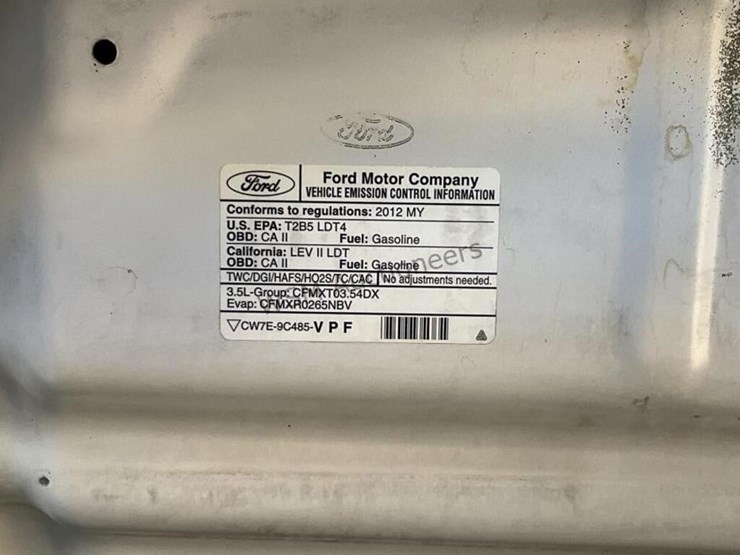 Ford
Ford
Ford Motor Company
VEHICLE EMISSION CONTROL INFORMATION
Conforms to regulations: 2012 MY
U.S. EPA: T2B5 LDT4
OBD: CA II Fuel: Gasoline
California: LEV II LDT
OBD: CA II Fuel: Gasoline
TWC/DGI/HAFS/HO2S/TC/CAC No adjustments needed.
3.5L-Group: CFMXT03.54DX
Evap: CFMXR0265NBV
CW7E-9C485-V P F